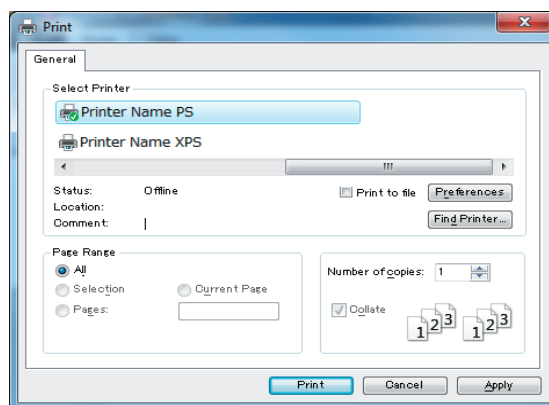 Print
General
Select Printer
Printer Name PS
Printer Name XPS
Status: Offline Print to file Preferences
Location:
Comment: Find Printer...
Page Range
All
Selection Current Page
Pages:
Number of copies: 1
Collate
1 2 3 1 2 3
Print Cancel Apply